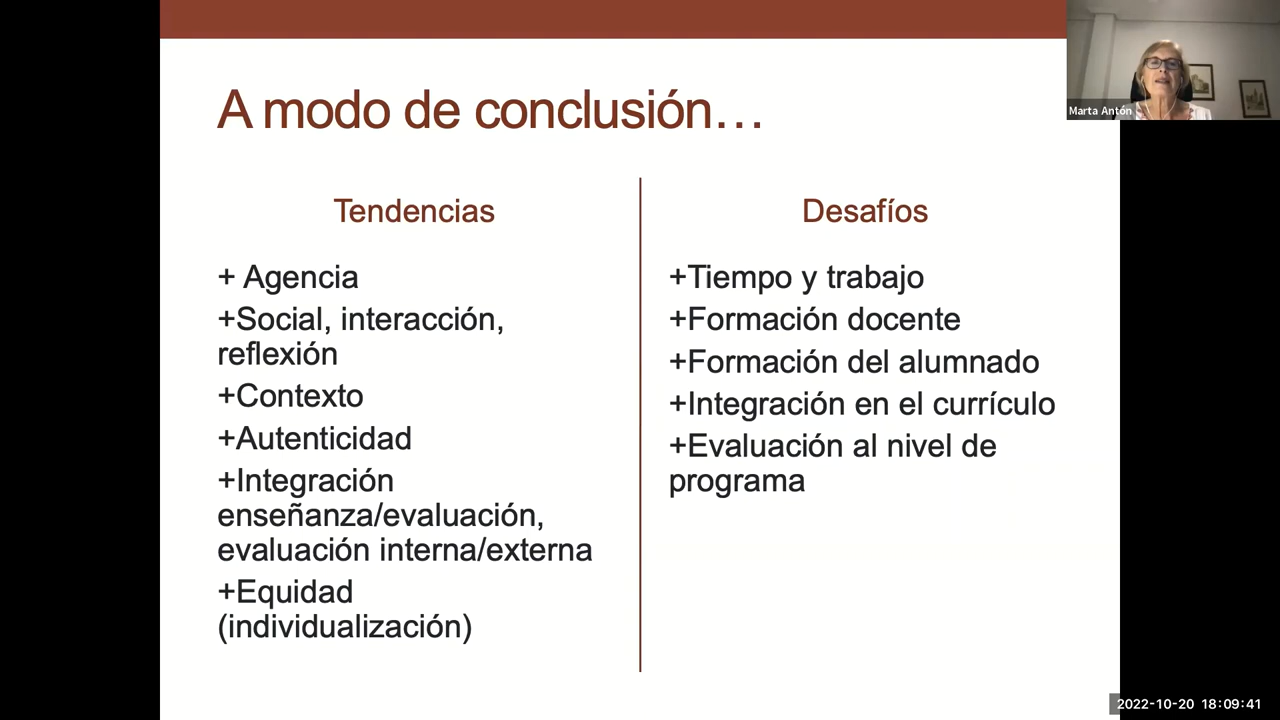 A modo de conclusión…
Marta Antón
Tendencias
+ Agencia
+Social, interacción,
reflexión
+Contexto
+Autenticidad
+Integración
enseñanza/evaluación,
evaluación interna/externa
+Equidad
(individualización)
Desafíos
+Tiempo y trabajo
+Formación docente
+Formación del alumnado
+Integración en el currículo
+Evaluación al nivel de
programa
2022-10-20 18:09:41